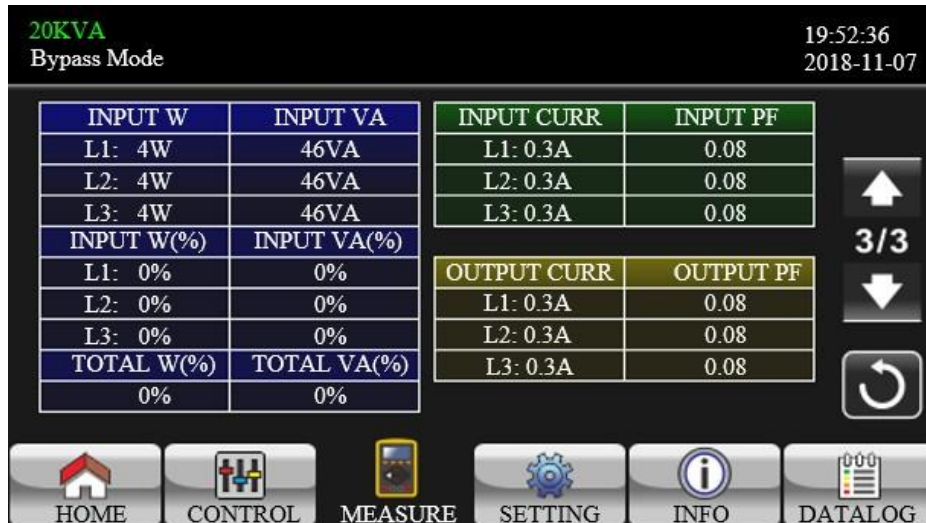 20KVA
Bypass Mode
19:52:36
2018-11-07
INPUT W INPUT VA
L1: 4W 46VA
L2: 4W 46VA
L3: 4W 46VA
INPUT W(%) INPUT VA(%)
L1: 0% 0%
L2: 0% 0%
L3: 0% 0%
TOTAL W(%) TOTAL VA(%)
0% 0%
INPUT CURR INPUT PF
L1: 0.3A 0.08
L2: 0.3A 0.08
L3: 0.3A 0.08
OUTPUT CURR OUTPUT PF
L1: 0.3A 0.08
L2: 0.3A 0.08
L3: 0.3A 0.08
3/3
HOME CONTROL MEASURE SETTING INFO DATALOG